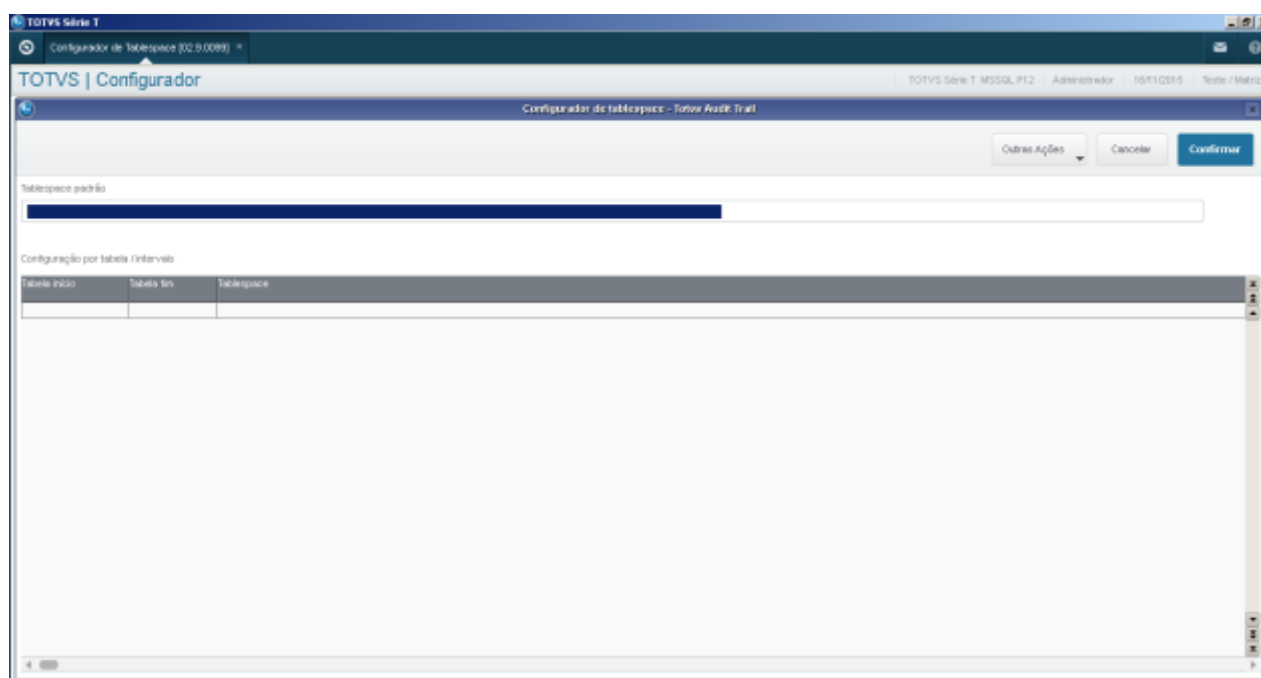 TOTVS Série T
Configurador de Tablespace (02.9.0099) ×
TOTVS | Configurador
TOTVS Série T MSSQL P12 Administrador 16/11/2015 Teste / Matriz
Configurador de tablespace - Totvs Audit Trail
Outras Ações Cancelar Confirmar
Tablespace padrão
Configuração por tabela / intervalo
Tabela início Tabela fim Tablespace